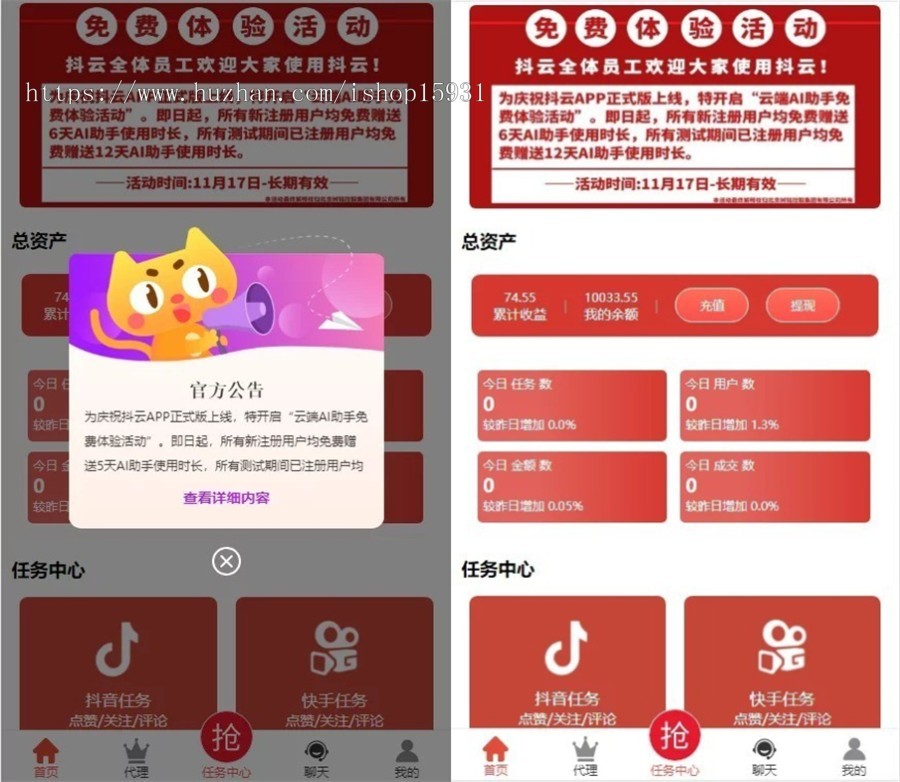 免费体验活动
抖云全体员工欢迎大家使用抖云!
https://www.huzhan.com/ishop15931
为庆祝抖云APP正式版上线，特开启“云端AI助手免
费体验活动”。即日起，所有新注册用户均免费赠送
6天AI助手使用时长，所有测试期间已注册用户均免
费赠送12天AI助手使用时长。
——活动时间:11月17日-长期有效——
总资产
74
累计
今日 任
0
较昨
今日 金
0
较昨
官方公告
为庆祝抖云APP正式版上线，特开启“云端AI助手免
费体验活动”。即日起，所有新注册用户均免费赠
送5天AI助手使用时长，所有测试期间已注册用户均
查看详细内容
任务中心
抖音任务
点赞/关注/评论
快手任务
点赞/关注/评论
抢
首页
代理
任务中心
聊天
我的
免费体验活动
抖云全体员工欢迎大家使用抖云!
为庆祝抖云APP正式版上线，特开启“云端AI助手免
费体验活动”。即日起，所有新注册用户均免费赠送
6天AI助手使用时长，所有测试期间已注册用户均免
费赠送12天AI助手使用时长。
——活动时间:11月17日-长期有效——
总资产
74.55
累计收益
10033.55
我的余额
充值
提现
今日 任务 数
0
较昨日增加 0.0%
今日 用户 数
0
较昨日增加 1.3%
今日 金额 数
0
较昨日增加 0.05%
今日 成交 数
0
较昨日增加 0.0%
任务中心
抖音任务
点赞/关注/评论
快手任务
点赞/关注/评论
抢
首页
代理
任务中心
聊天
我的